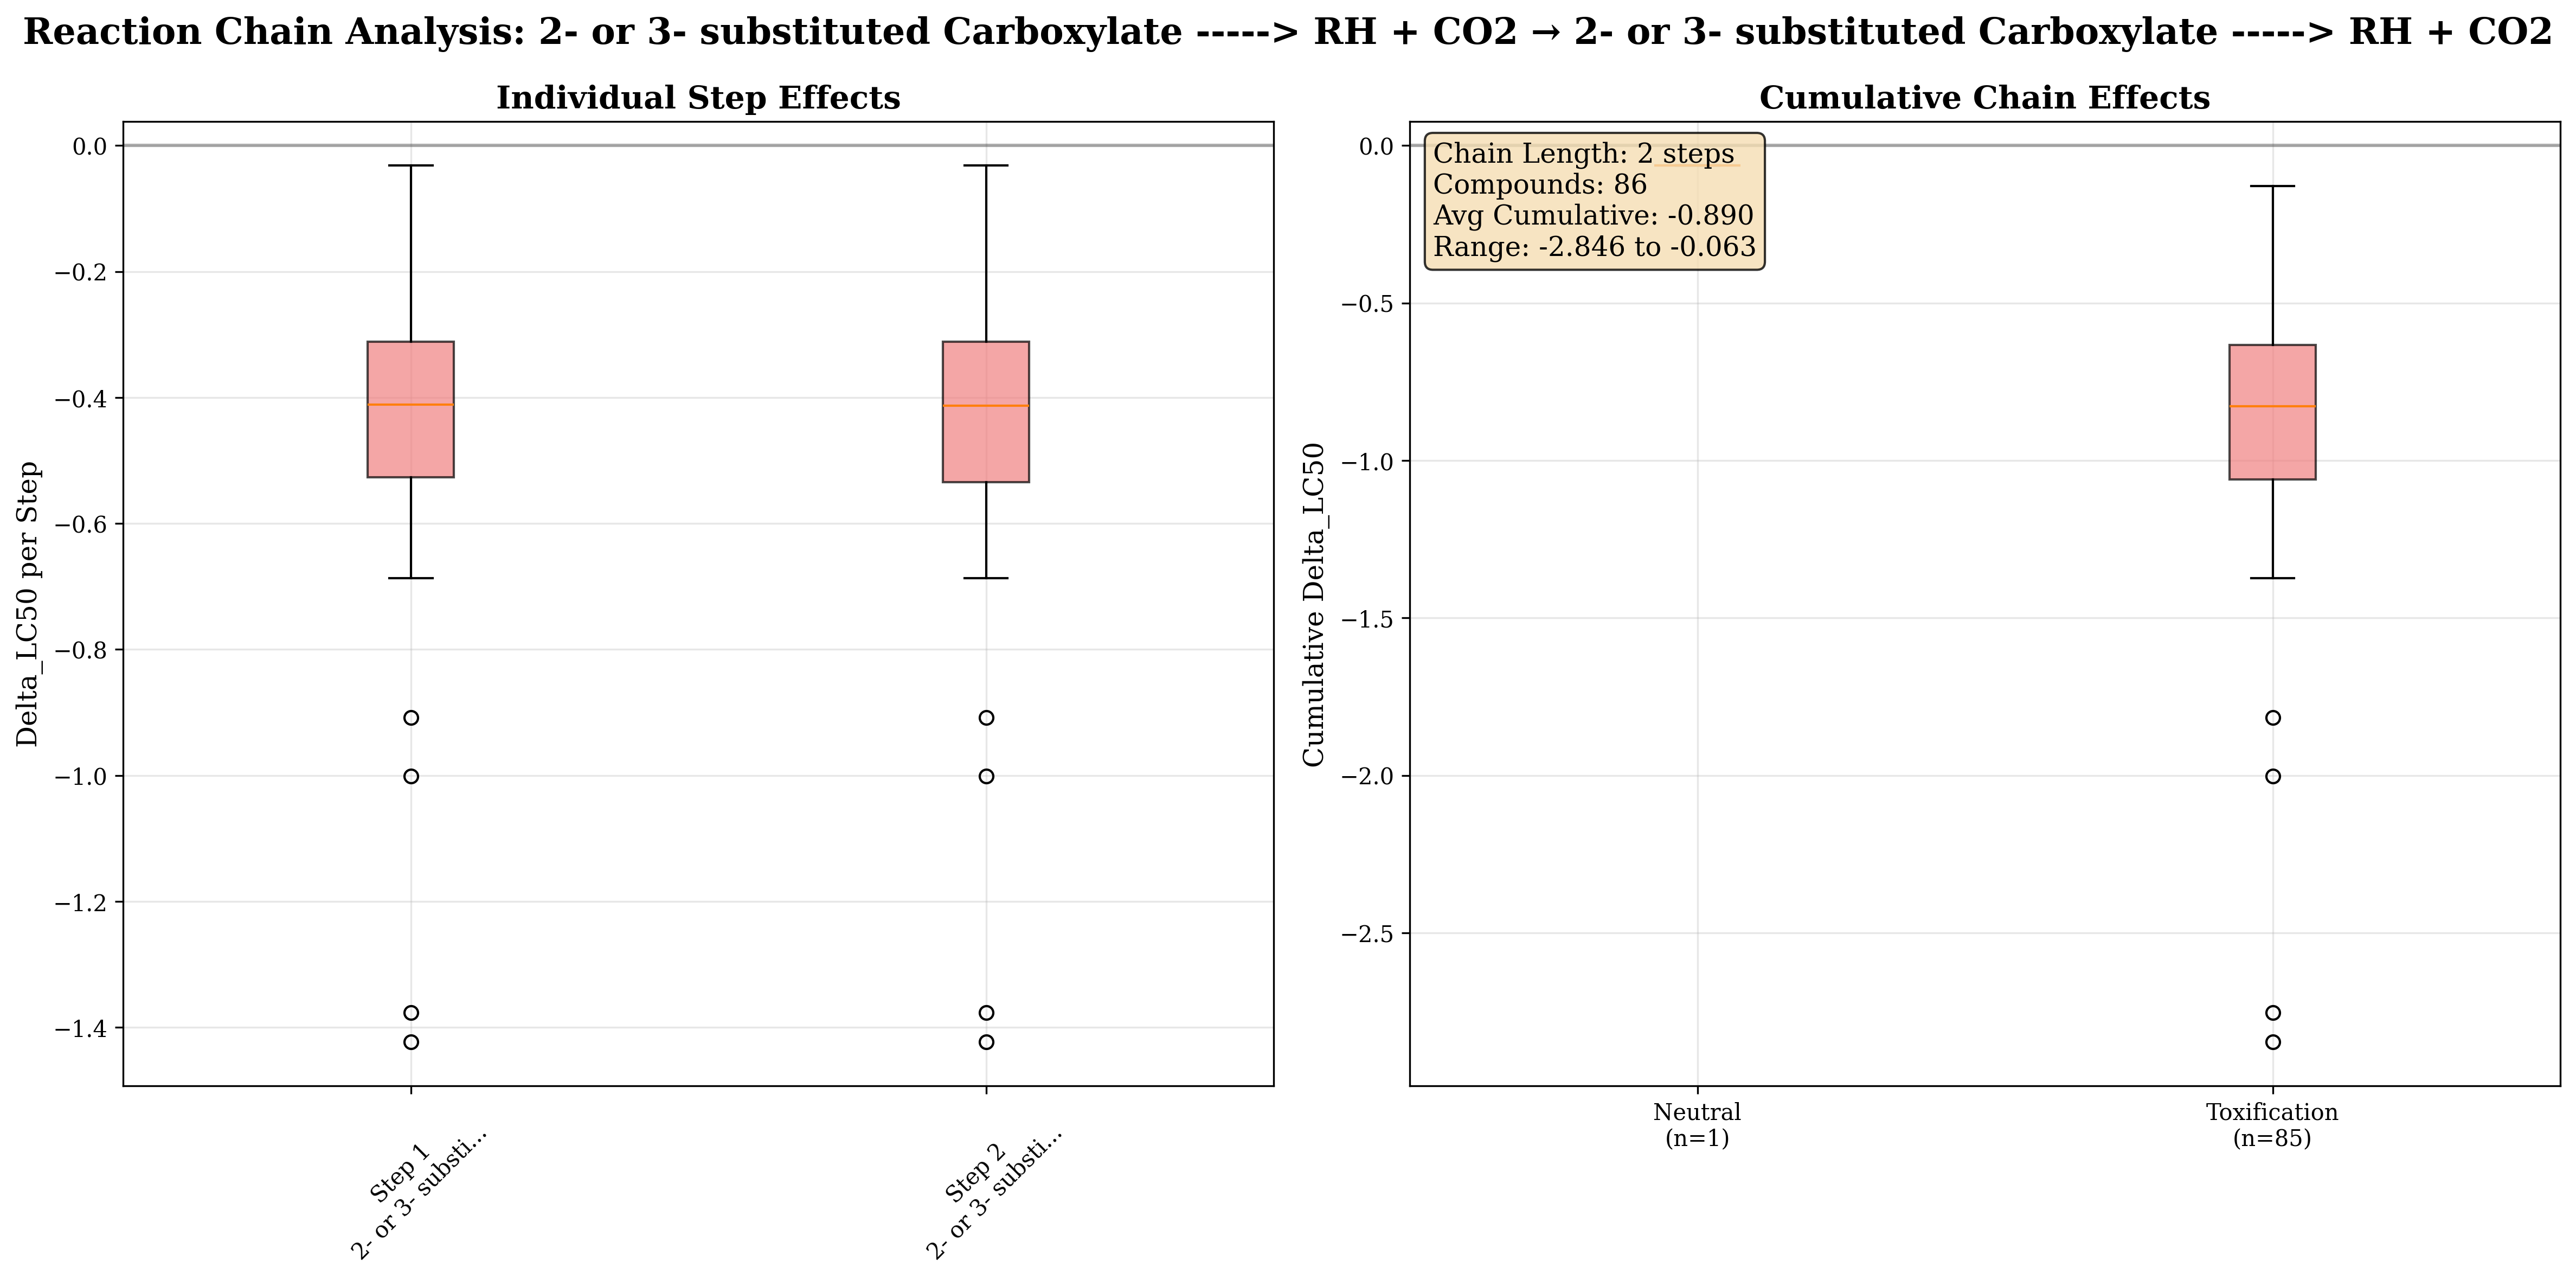 Reaction Chain Analysis: 2- or 3- substituted Carboxylate -----> RH + CO2 → 2- or 3- substituted Carboxylate -----> RH + CO2
Individual Step Effects
Delta_LC50 per Step
0.0
−0.2
−0.4
−0.6
−0.8
−1.0
−1.2
−1.4
Step 1
2- or 3- substi...
Step 2
2- or 3- substi...
Cumulative Chain Effects
Cumulative Delta_LC50
0.0
−0.5
−1.0
−1.5
−2.0
−2.5
Chain Length: 2 steps
Compounds: 86
Avg Cumulative: -0.890
Range: -2.846 to -0.063
Neutral
(n=1)
Toxification
(n=85)